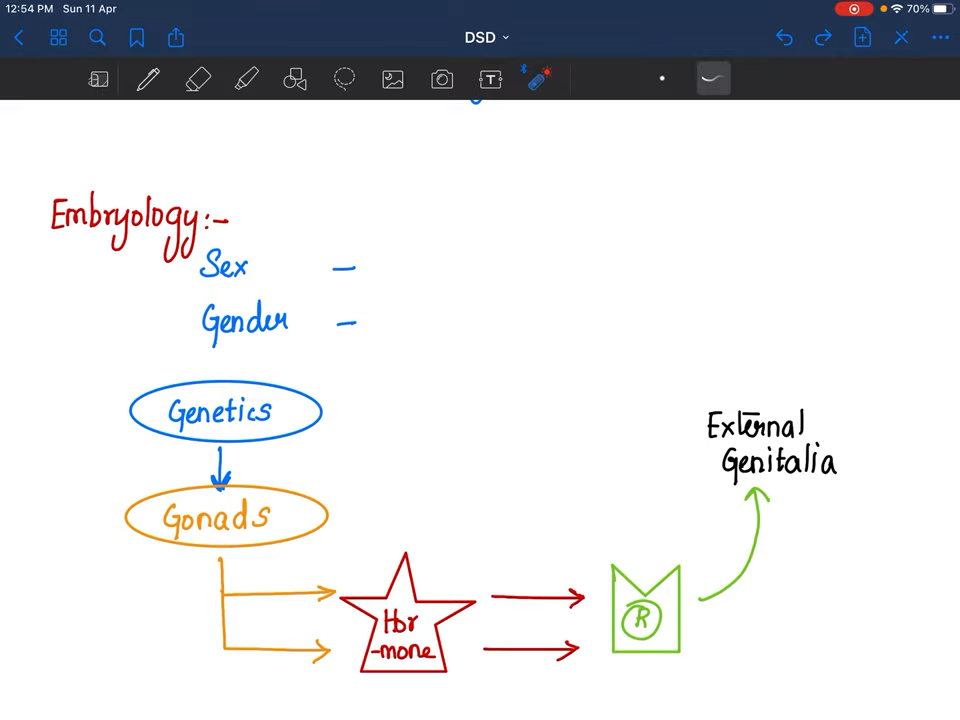 12:54 PM Sun 11 Apr
70%
DSD
T
Embryology:-
Sex –
Gender –
Genetics
Gonads
External
Genitalia
Hor
-mone
R